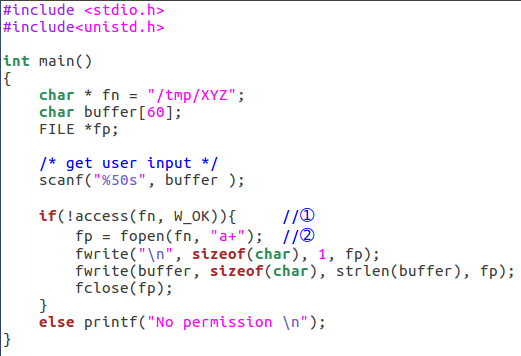 #include <stdio.h>
#include<unistd.h>
int main()
{
char * fn = "/tmp/XYZ";
char buffer[60];
FILE *fp;
/* get user input */
scanf("%50s", buffer );
if(!access(fn, W_OK)){ //①
fp = fopen(fn, "a+"); //②
fwrite("\n", sizeof(char), 1, fp);
fwrite(buffer, sizeof(char), strlen(buffer), fp);
fclose(fp);
}
else printf("No permission \n");
}